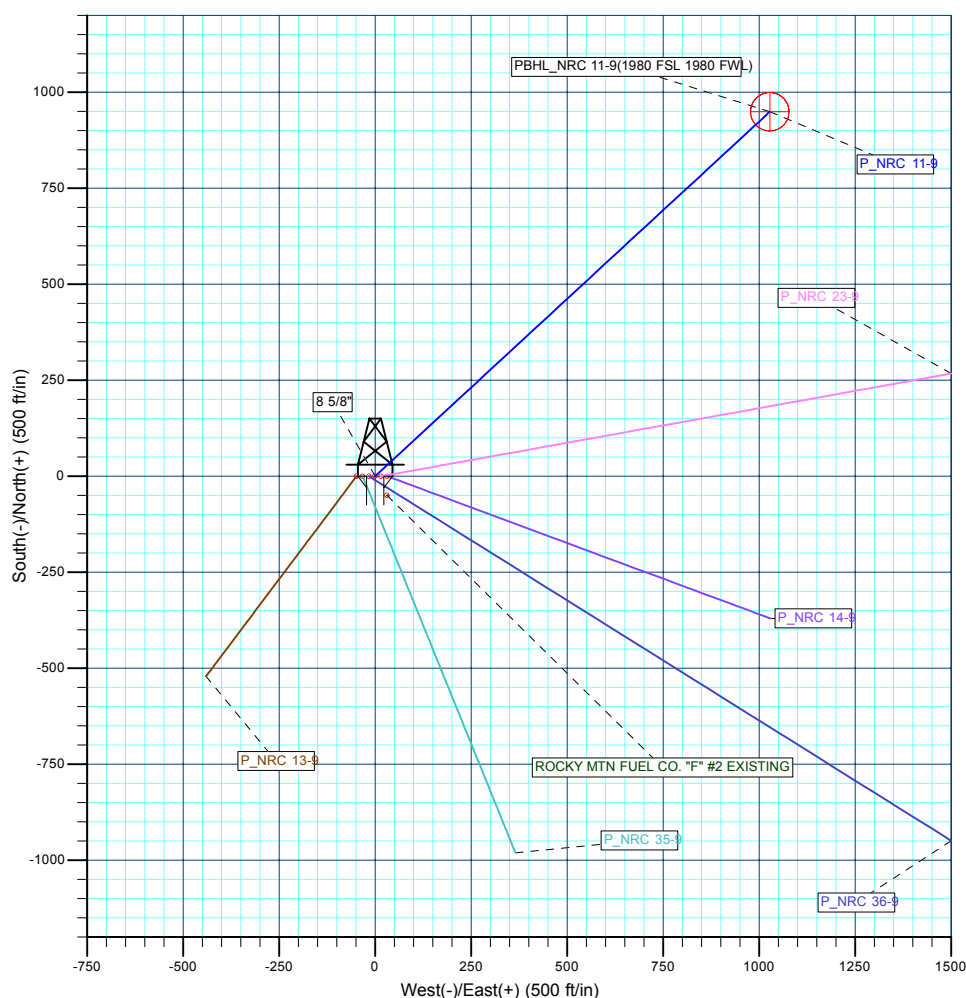 PBHL_NRC 11-9(1980 FSL 1980 FWL)
1000
P_NRC 11-9
750
500
P_NRC 23-9
250
8 5/8"
0
South(-)/North(+) (500 ft/in)
-250
P_NRC 14-9
-500
P_NRC 13-9
-750
ROCKY MTN FUEL CO. "F" #2 EXISTING
P_NRC 35-9
-1000
P_NRC 36-9
-750 -500 -250 0 250 500 750 1000 1250 1500
West(-)/East(+) (500 ft/in)